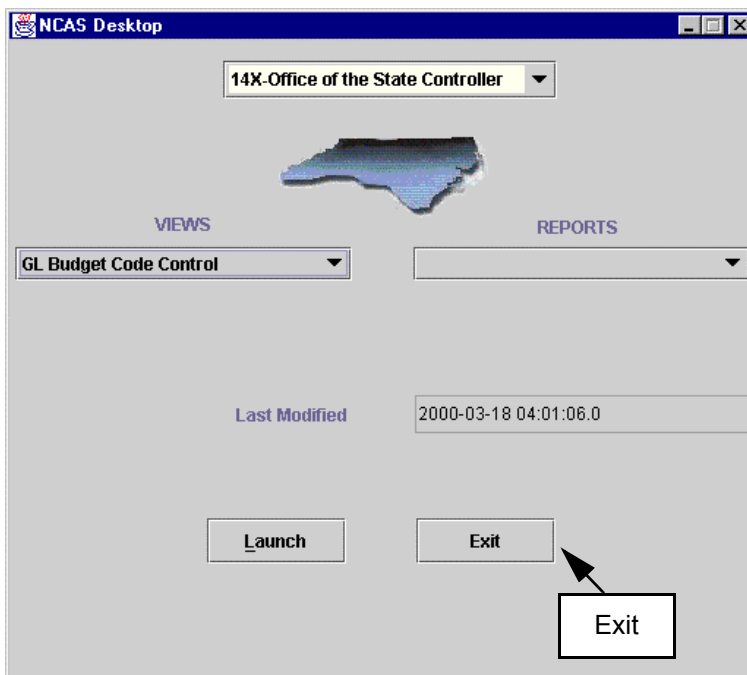 NCAS Desktop
14X-Office of the State Controller
VIEWS
REPORTS
GL Budget Code Control
Last Modified
2000-03-18 04:01:06.0
Launch
Exit
Exit